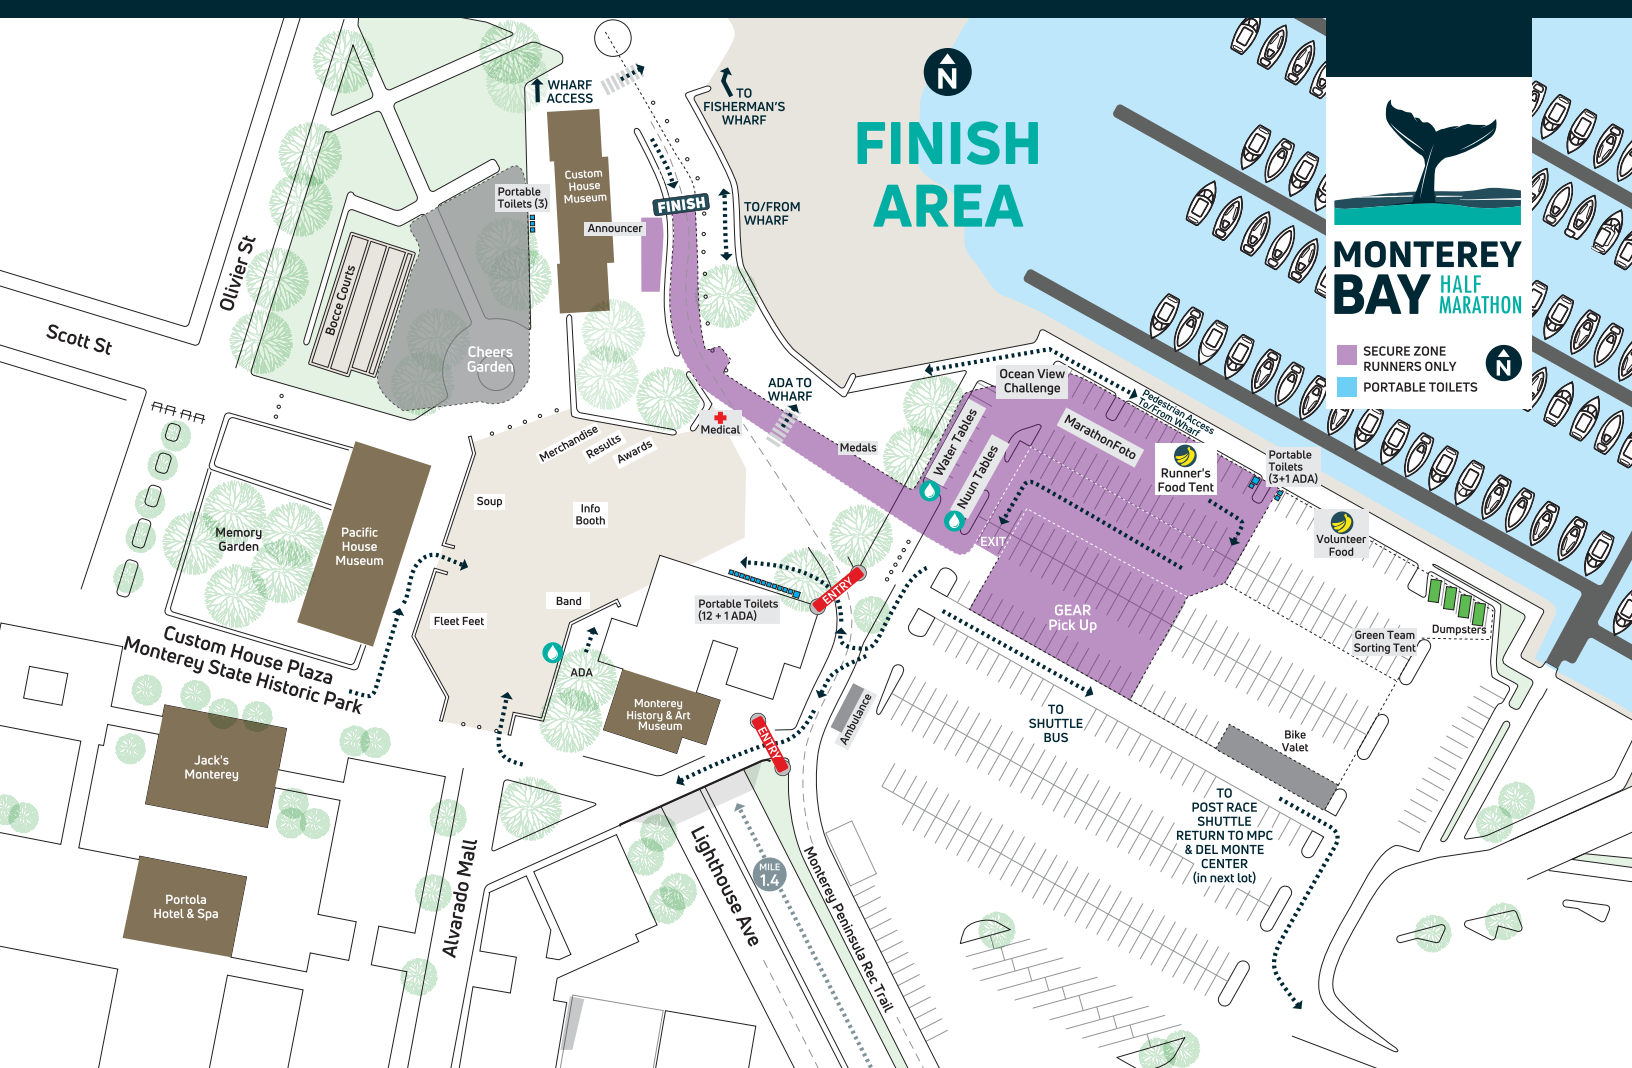 N
FINISH
AREA
MONTEREY
BAY
HALF
MARATHON
SECURE ZONE
RUNNERS ONLY
PORTABLE TOILETS
N
WHARF
ACCESS
TO
FISHERMAN'S
WHARF
Portable
Toilets (3)
Custom
House
Museum
FINISH
TO/FROM
WHARF
Announcer
Olivier St
Scott St
Bocce Courts
Cheers
Garden
ADA TO
WHARF
Medical
Merchandise
Results
Awards
Medals
Ocean View
Challenge
Pedestrian Access
To/From Wharf
MarathonFoto
Water Tables
Nuun Tables
Runner's
Food Tent
Portable
Toilets
(3+1 ADA)
Volunteer
Food
EXIT
Soup
Info
Booth
Memory
Garden
Pacific
House
Museum
Fleet Feet
Band
ADA
Portable Toilets
(12 + 1 ADA)
ENTRY
GEAR
Pick Up
Green Team
Sorting Tent
Dumpsters
Custom House Plaza
Monterey State Historic Park
Monterey
History & Art
Museum
ENTRY
Ambulance
TO
SHUTTLE
BUS
Bike
Valet
Jack's
Monterey
TO
POST RACE
SHUTTLE
RETURN TO MPC
& DEL MONTE
CENTER
(in next lot)
Portola
Hotel & Spa
Alvarado Mall
Lighthouse Ave
MILE
1.4
Monterey Peninsula Rec Trail